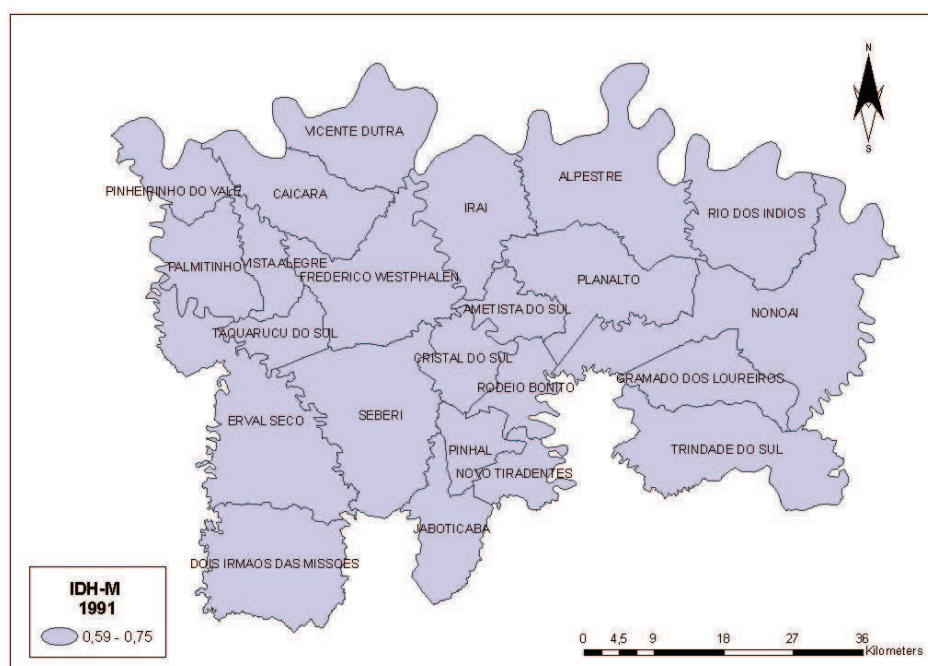 N
S
VICENTE DUTRA
PINHEIRINHO DO VALE
CAICARA
IRAI
ALPESTRE
RIO DOS INDIOS
PALMITINHO
VISTA ALEGRE
FREDERICO WESTPHALEN
PLANALTO
AMETISTA DO SUL
NONOAI
TAQUARUCU DO SUL
CRISTAL DO SUL
RODEIO BONITO
GRAMADO DOS LOUREIROS
ERVAL SECO
SEBERI
PINHAL
NOVO TIRADENTES
TRINDADE DO SUL
JABOTICABA
DOIS IRMAOS DAS MISSOES
IDH-M
1991
0,59 - 0,75
0 4,5 9 18 27 36
Kilometers